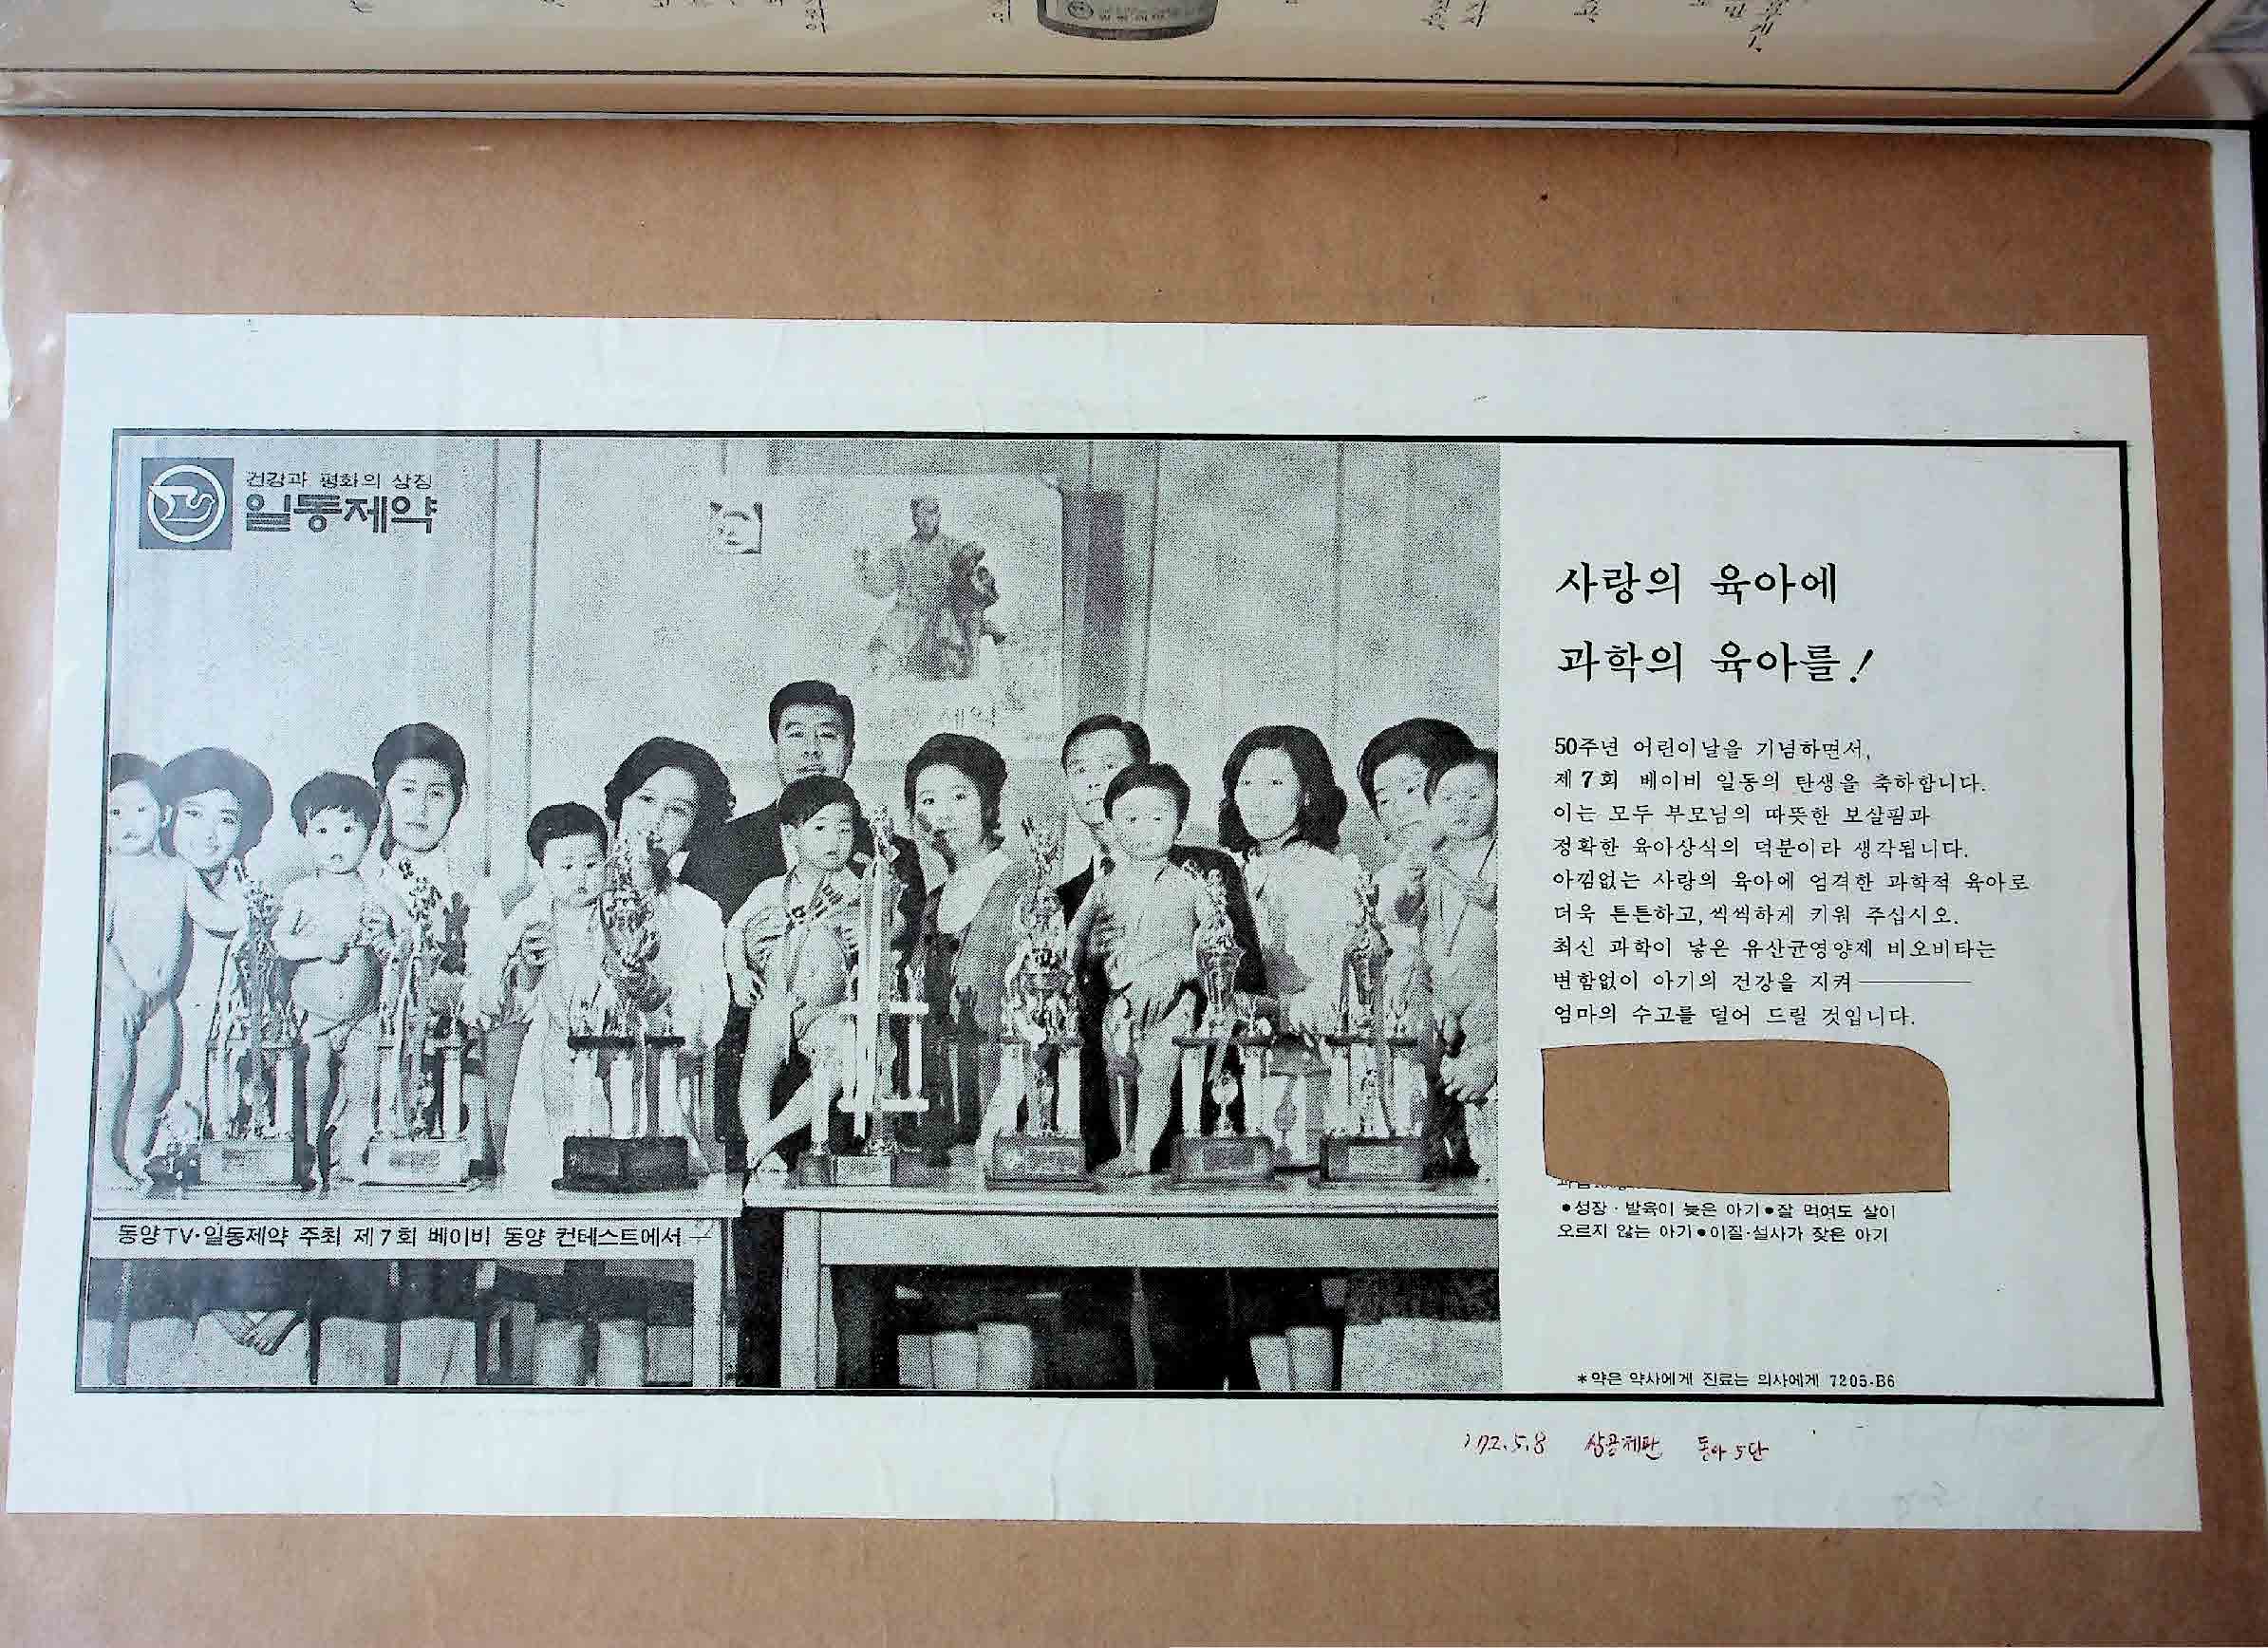 건강과 평화의 상징
일동제약
제약
사랑의 육아에
과학의 육아를!
50주년 어린이날을 기념하면서,
제 7 회 베이비 일동의 탄생을 축하합니다.
이는 모두 부모님의 따뜻한 보살핌과
정확한 육아상식의 덕분이라 생각됩니다.
아낌없는 사랑의 육아에 엄격한 과학적 육아로
더욱 튼튼하고, 씩씩하게 키워 주십시오.
최신 과학이 낳은 유산균영양제 비오비타는
변함없이 아기의 건강을 지켜―――
엄마의 수고를 덜어 드릴 것입니다.
●성장·발육이 늦은 아기●잘 먹여도 살이
오르지 않는 아기●이질·설사가 잦은 아기
동양TV·일동제약 주최 제7회 베이비 동양 컨테스트에서―
*약은 약사에게 진료는 의사에게 7205-B6
'72.5.8 상공제판 동아 5단